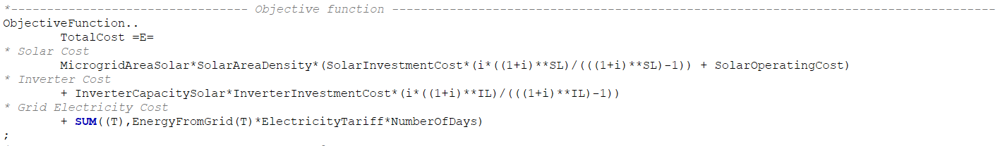 *--------------------------------- Objective function -------------------------------------------------------------------------------------
ObjectiveFunction..
        TotalCost =E=
* Solar Cost
        MicrogridAreaSolar*SolarAreaDensity*(SolarInvestmentCost*(i*((1+i)**SL)/(((1+i)**SL)-1)) + SolarOperatingCost)
* Inverter Cost
        + InverterCapacitySolar*InverterInvestmentCost*(i*((1+i)**IL)/(((1+i)**IL)-1))
* Grid Electricity Cost
        + SUM((T),EnergyFromGrid(T)*ElectricityTariff*NumberOfDays)
;